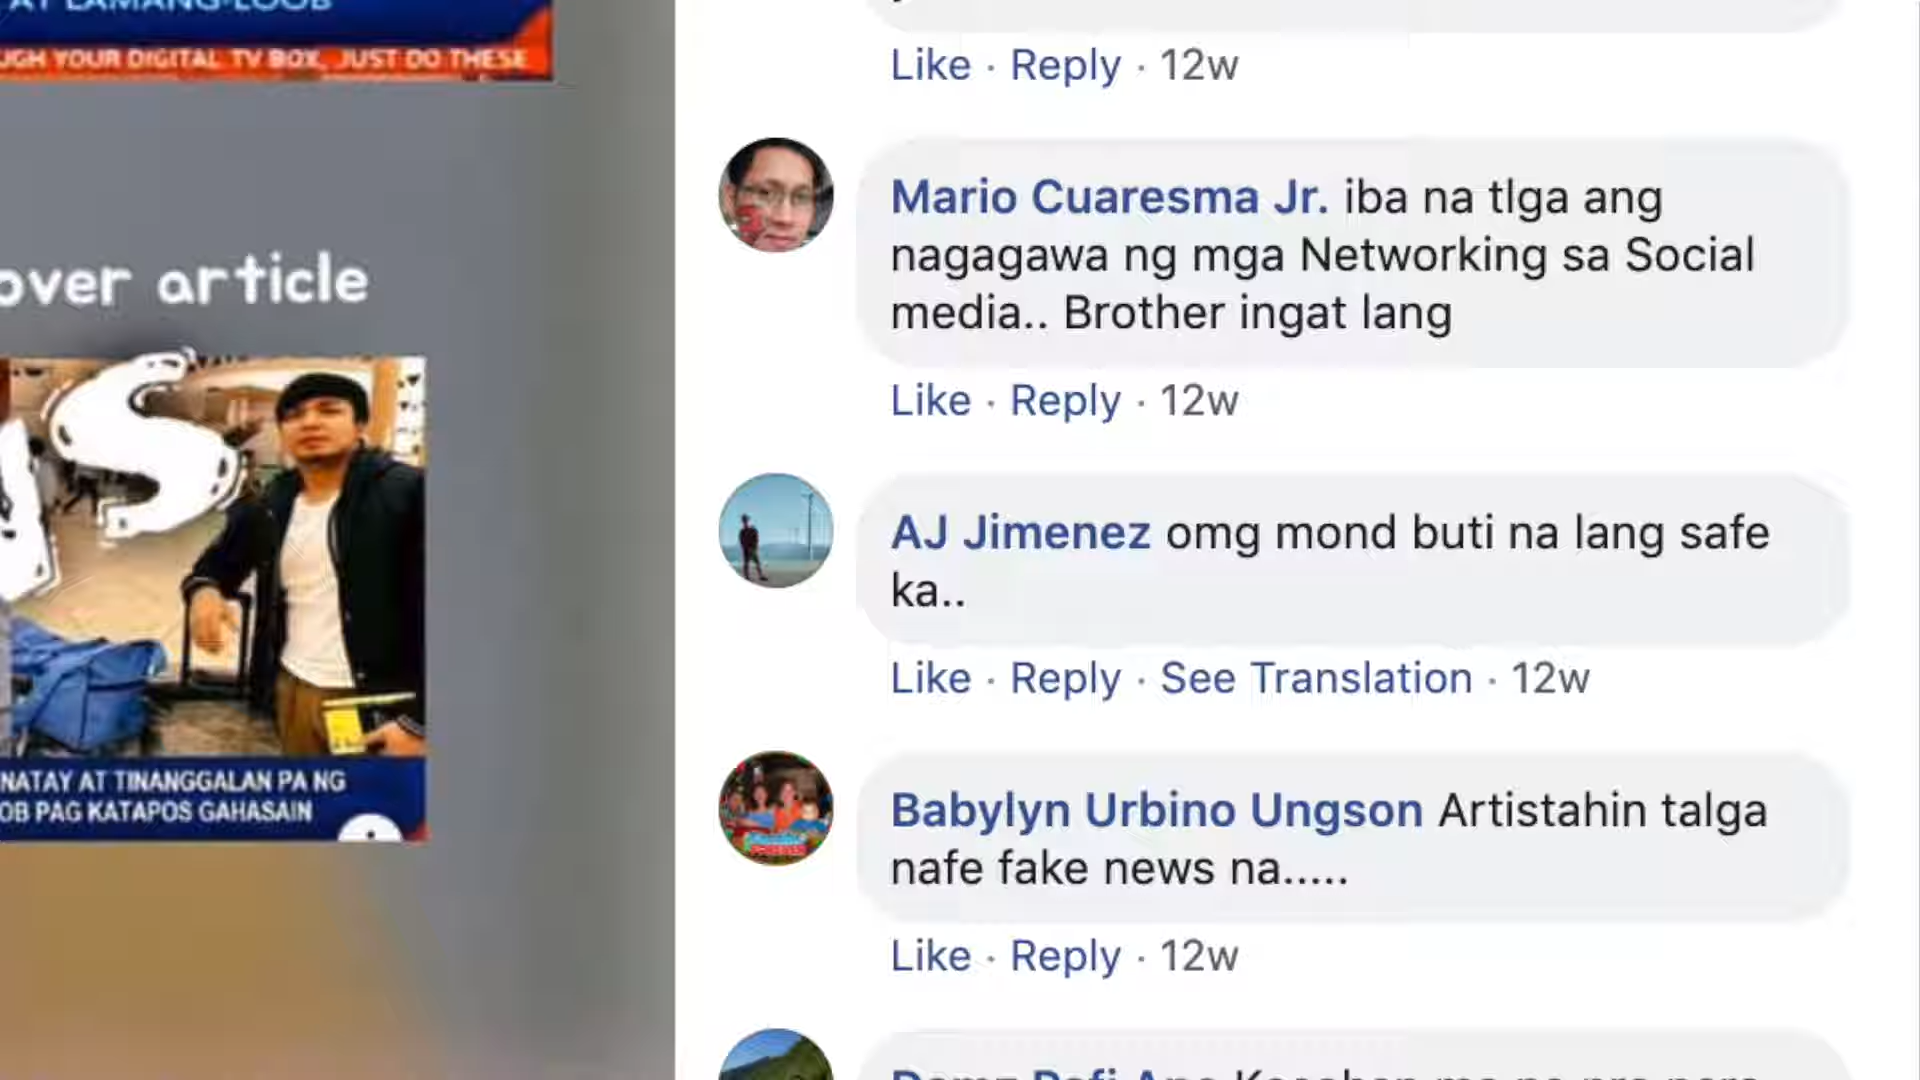 AT LAMANG-LOOB
YOUR DIGITAL TV BOX, JUST DO THESE
over article
AT TINANGGALAN PA NG
PAG KATAPOS GAHASAIN
Like · Reply · 12w
Mario Cuaresma Jr. iba na tlga ang
nagagawa ng mga Networking sa Social
media.. Brother ingat lang
Like · Reply · 12w
AJ Jimenez omg mond buti na lang safe
ka..
Like · Reply · See Translation · 12w
Babylyn Urbino Ungson Artistahin talga
nafe fake news na.....
Like · Reply · 12w